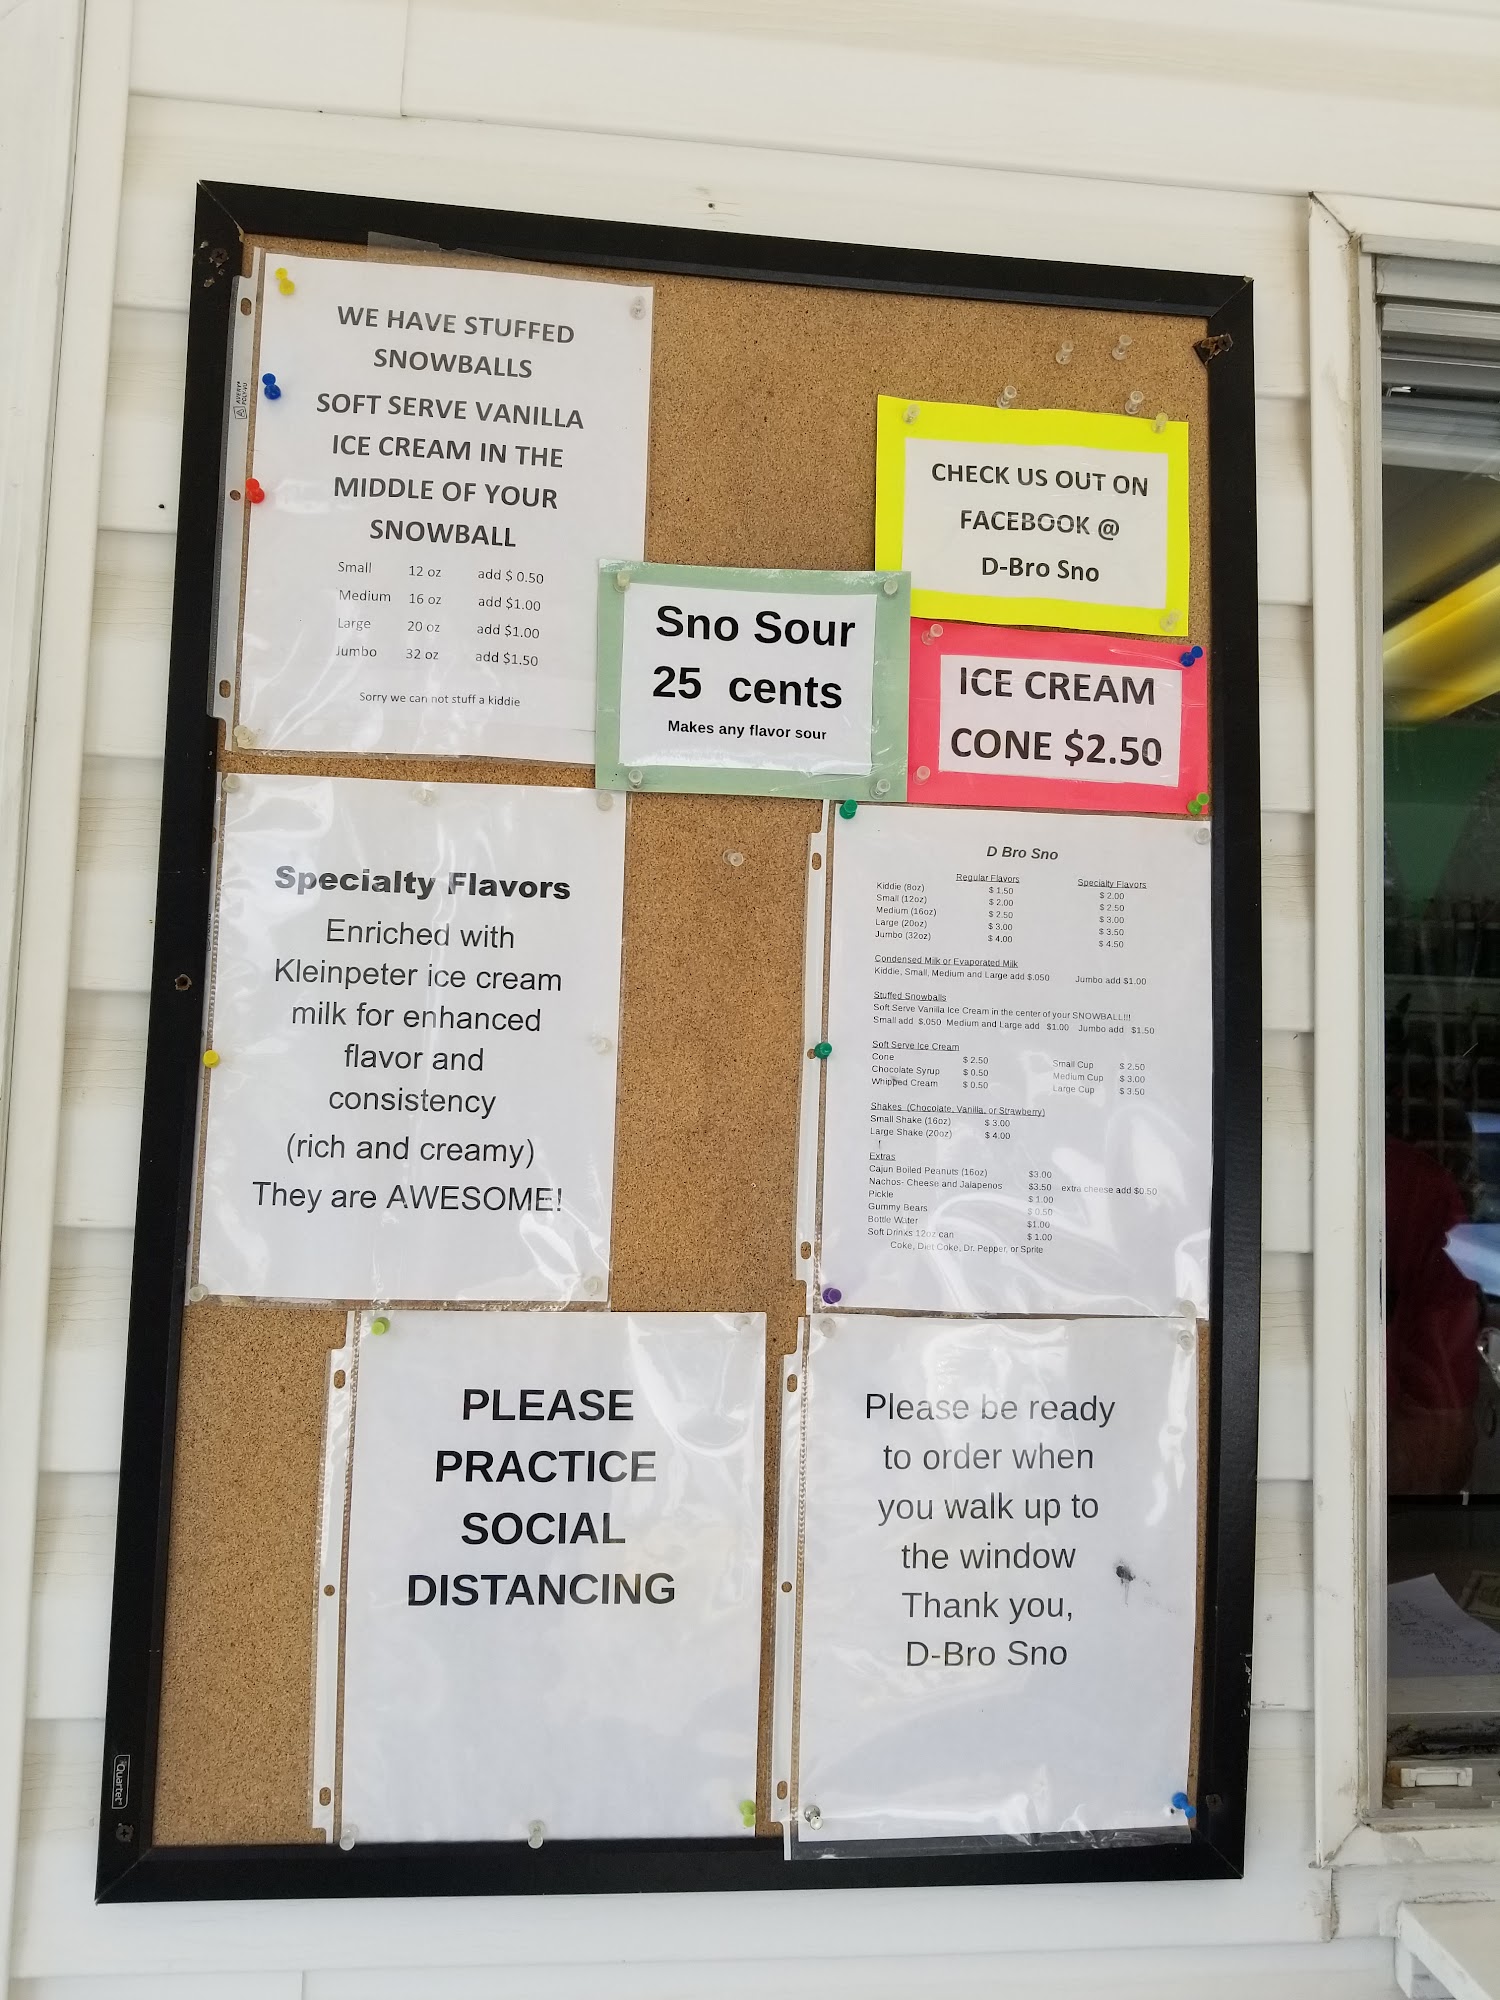 WE HAVE STUFFED
SNOWBALLS
SOFT SERVE VANILLA
ICE CREAM IN THE
MIDDLE OF YOUR
SNOWBALL
Small 12 oz add $ 0.50
Medium 16 oz add $1.00
Large 20 oz add $1.00
Jumbo 32 oz add $1.50
Sorry we can not stuff a kiddie
CHECK US OUT ON
FACEBOOK @
D-Bro Sno
Sno Sour
25 cents
Makes any flavor sour
ICE CREAM
CONE $2.50
Specialty Flavors
Enriched with
Kleinpeter ice cream
milk for enhanced
flavor and
consistency
(rich and creamy)
They are AWESOME!
D Bro Sno
Regular Flavors Specialty Flavors
Kiddie (8oz) $ 1.50 $ 2.00
Small (12oz) $ 2.00 $ 2.50
Medium (16oz) $ 2.50 $ 3.00
Large (20oz) $ 3.00 $ 3.50
Jumbo (32oz) $ 4.00 $ 4.50
Condensed Milk or Evaporated Milk
Kiddie, Small, Medium and Large add $.050 Jumbo add $1.00
Stuffed Snowballs
Soft Serve Vanilla Ice Cream in the center of your SNOWBALL!!!
Small add $.050 Medium and Large add $1.00 Jumbo add $1.50
Soft Serve Ice Cream
Cone $ 2.50 Small Cup $ 2.50
Chocolate Syrup $ 0.50 Medium Cup $ 3.00
Whipped Cream $ 0.50 Large Cup $ 3.50
Shakes (Chocolate, Vanilla, or Strawberry)
Small Shake (16oz) $ 3.00
Large Shake (20oz) $ 4.00
!
Extras
Cajun Boiled Peanuts (16oz) $3.00
Nachos- Cheese and Jalapenos $3.50 extra cheese add $0.50
Pickle $ 1.00
Gummy Bears $ 0.50
Bottle Water $1.00
Soft Drinks 12oz can $ 1.00
Coke, Diet Coke, Dr. Pepper, or Sprite
PLEASE
PRACTICE
SOCIAL
DISTANCING
Please be ready
to order when
you walk up to
the window
Thank you,
D-Bro Sno
Quartet